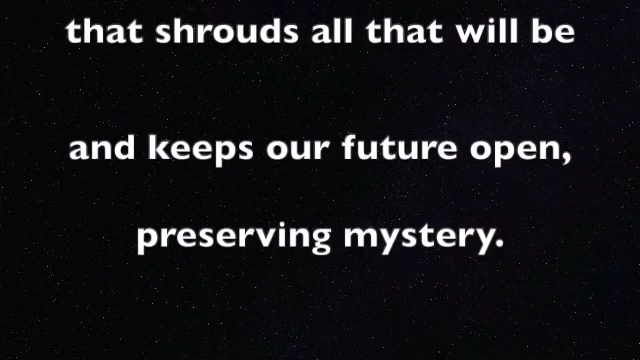 that shrouds all that will be
and keeps our future open,
preserving mystery.